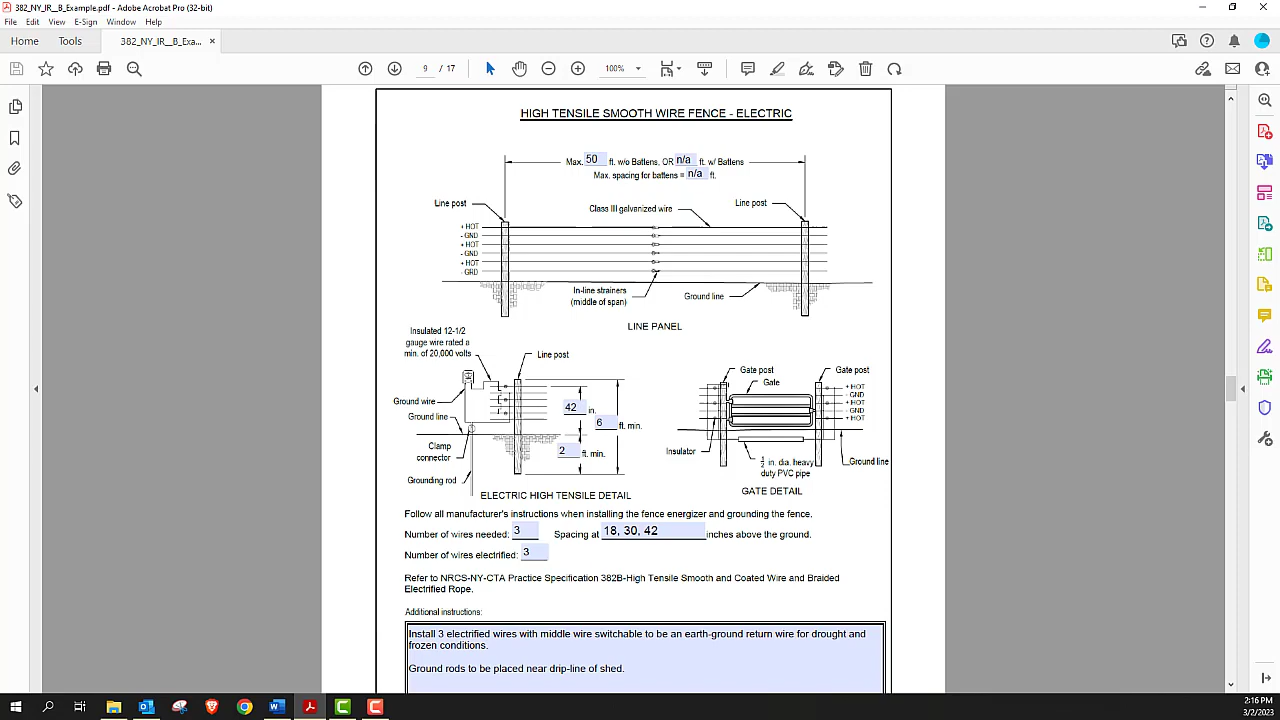 382_NY_IR__B_Example.pdf - Adobe Acrobat Pro (32-bit)
File Edit View E-Sign Window Help
Home Tools 382_NY_IR__B_Exa... ×
9 / 17 100%
HIGH TENSILE SMOOTH WIRE FENCE - ELECTRIC
Max. 50 ft. w/o Battens, OR n/a ft. w/ Battens
Max. spacing for battens = n/a ft.
Line post
Class III galvanized wire
Line post
+ HOT
- GND
+ HOT
- GND
+ HOT
- GRD
In-line strainers
(middle of span)
Ground line
LINE PANEL
Insulated 12-1/2
gauge wire rated a
min. of 20,000 volts
Line post
Ground wire
Ground line
Clamp
connector
Grounding rod
42 in.
6 ft. min.
2 ft. min.
ELECTRIC HIGH TENSILE DETAIL
Gate post
Gate
Gate post
+ HOT
- GND
+ HOT
- GND
+ HOT
Insulator
1/2 in. dia. heavy
duty PVC pipe
Ground line
GATE DETAIL
Follow all manufacturer's instructions when installing the fence energizer and grounding the fence.
Number of wires needed: 3 Spacing at 18, 30, 42 inches above the ground.
Number of wires electrified: 3
Refer to NRCS-NY-CTA Practice Specification 382B-High Tensile Smooth and Coated Wire and Braided
Electrified Rope.
Additional instructions:
Install 3 electrified wires with middle wire switchable to be an earth-ground return wire for drought and
frozen conditions.
Ground rods to be placed near drip-line of shed.
2:16 PM
3/2/2023